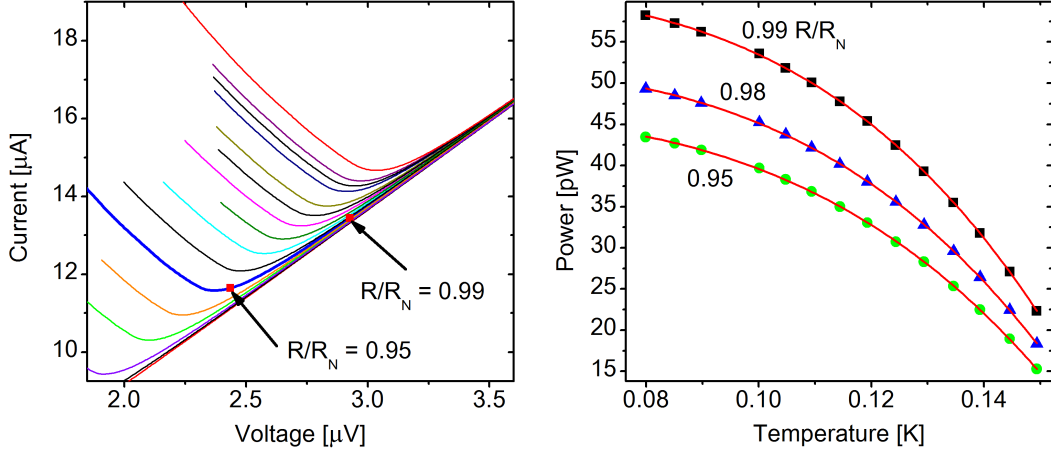 18
16
14
12
10
Current [μA]
2.0 2.5 3.0 3.5
Voltage [μV]
R/R_N = 0.99
R/R_N = 0.95
55
50
45
40
35
30
25
20
15
Power [pW]
0.08 0.10 0.12 0.14
Temperature [K]
0.99 R/R_N
0.98
0.95